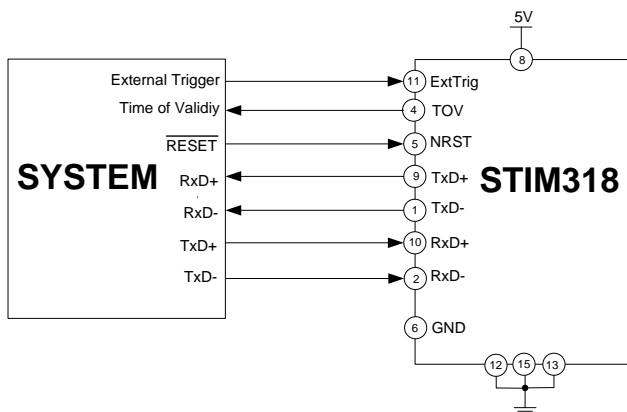 5V
8
External Trigger
11 ExtTrig
Time of Validiy
4 TOV
RESET
5 NRST
SYSTEM
STIM318
RxD+
9 TxD+
RxD-
1 TxD-
TxD+
10 RxD+
TxD-
2 RxD-
6 GND
12 15 13